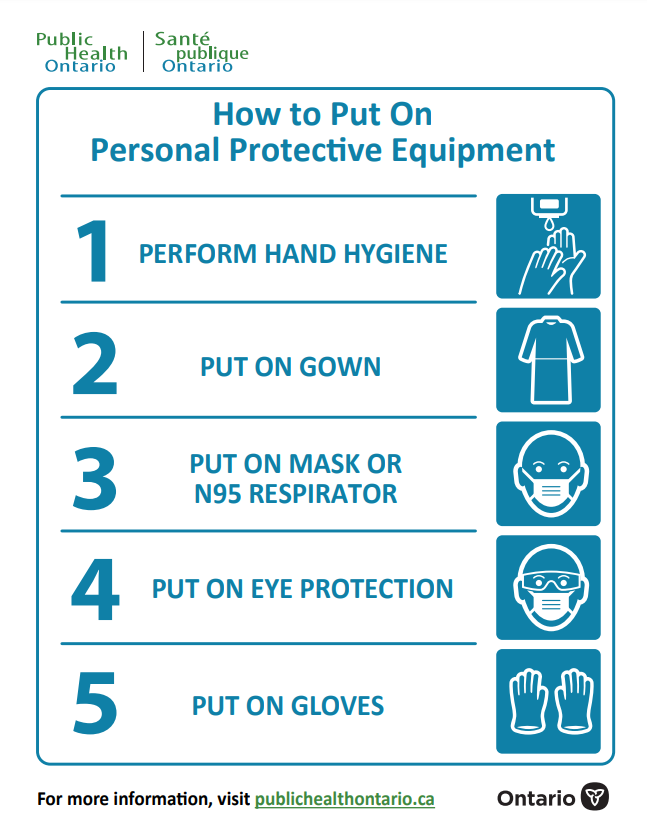 Public
Health
Ontario
Santé
publique
Ontario
How to Put On
Personal Protective Equipment
1 PERFORM HAND HYGIENE
2 PUT ON GOWN
3 PUT ON MASK OR
N95 RESPIRATOR
4 PUT ON EYE PROTECTION
5 PUT ON GLOVES
For more information, visit publichealthontario.ca
Ontario